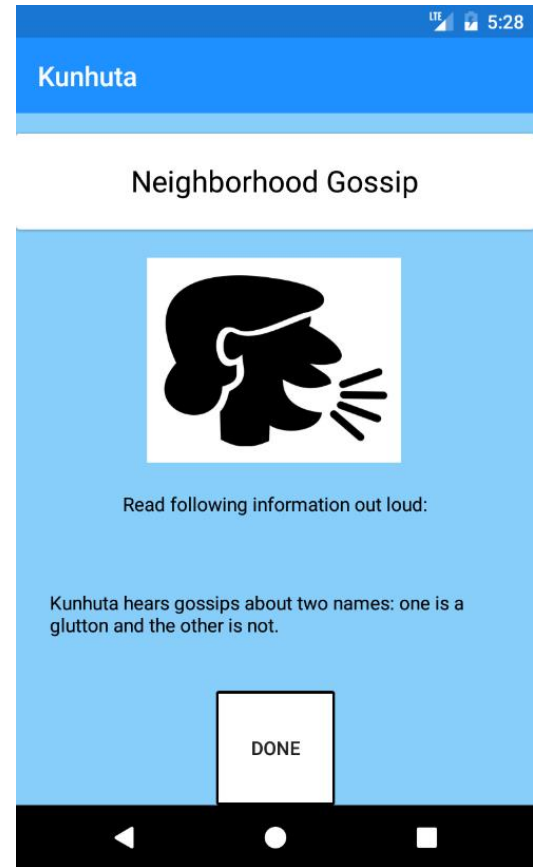 LTE 5:28
Kunhuta
Neighborhood Gossip
Read following information out loud:
Kunhuta hears gossips about two names: one is a
glutton and the other is not.
DONE